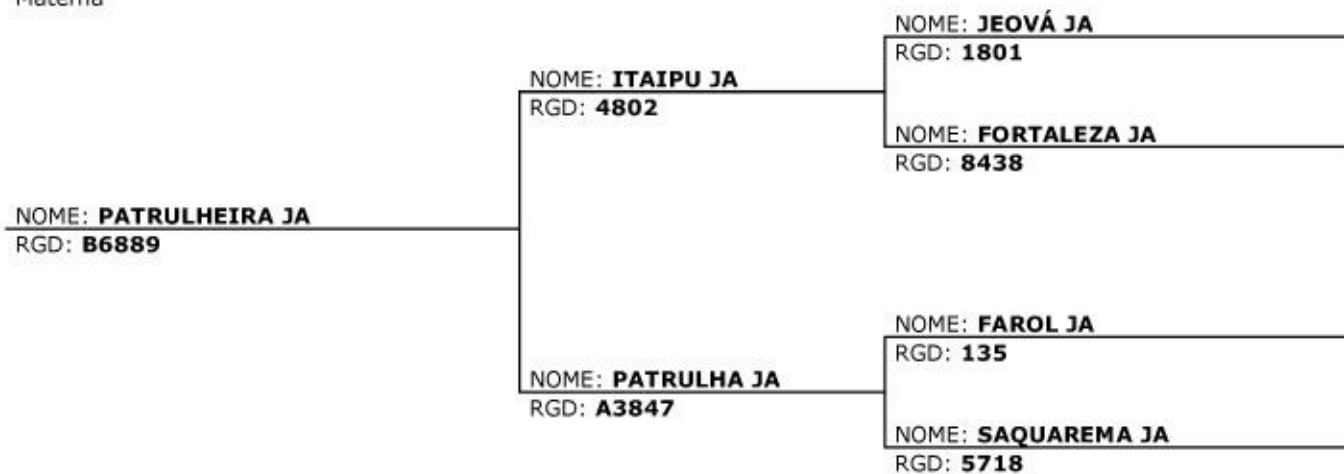 Materna
NOME: JEOVÁ JA
RGD: 1801
NOME: ITAIPU JA
RGD: 4802
NOME: FORTALEZA JA
RGD: 8438
NOME: PATRULHEIRA JA
RGD: B6889
NOME: FAROL JA
RGD: 135
NOME: PATRULHA JA
RGD: A3847
NOME: SAQUAREMA JA
RGD: 5718